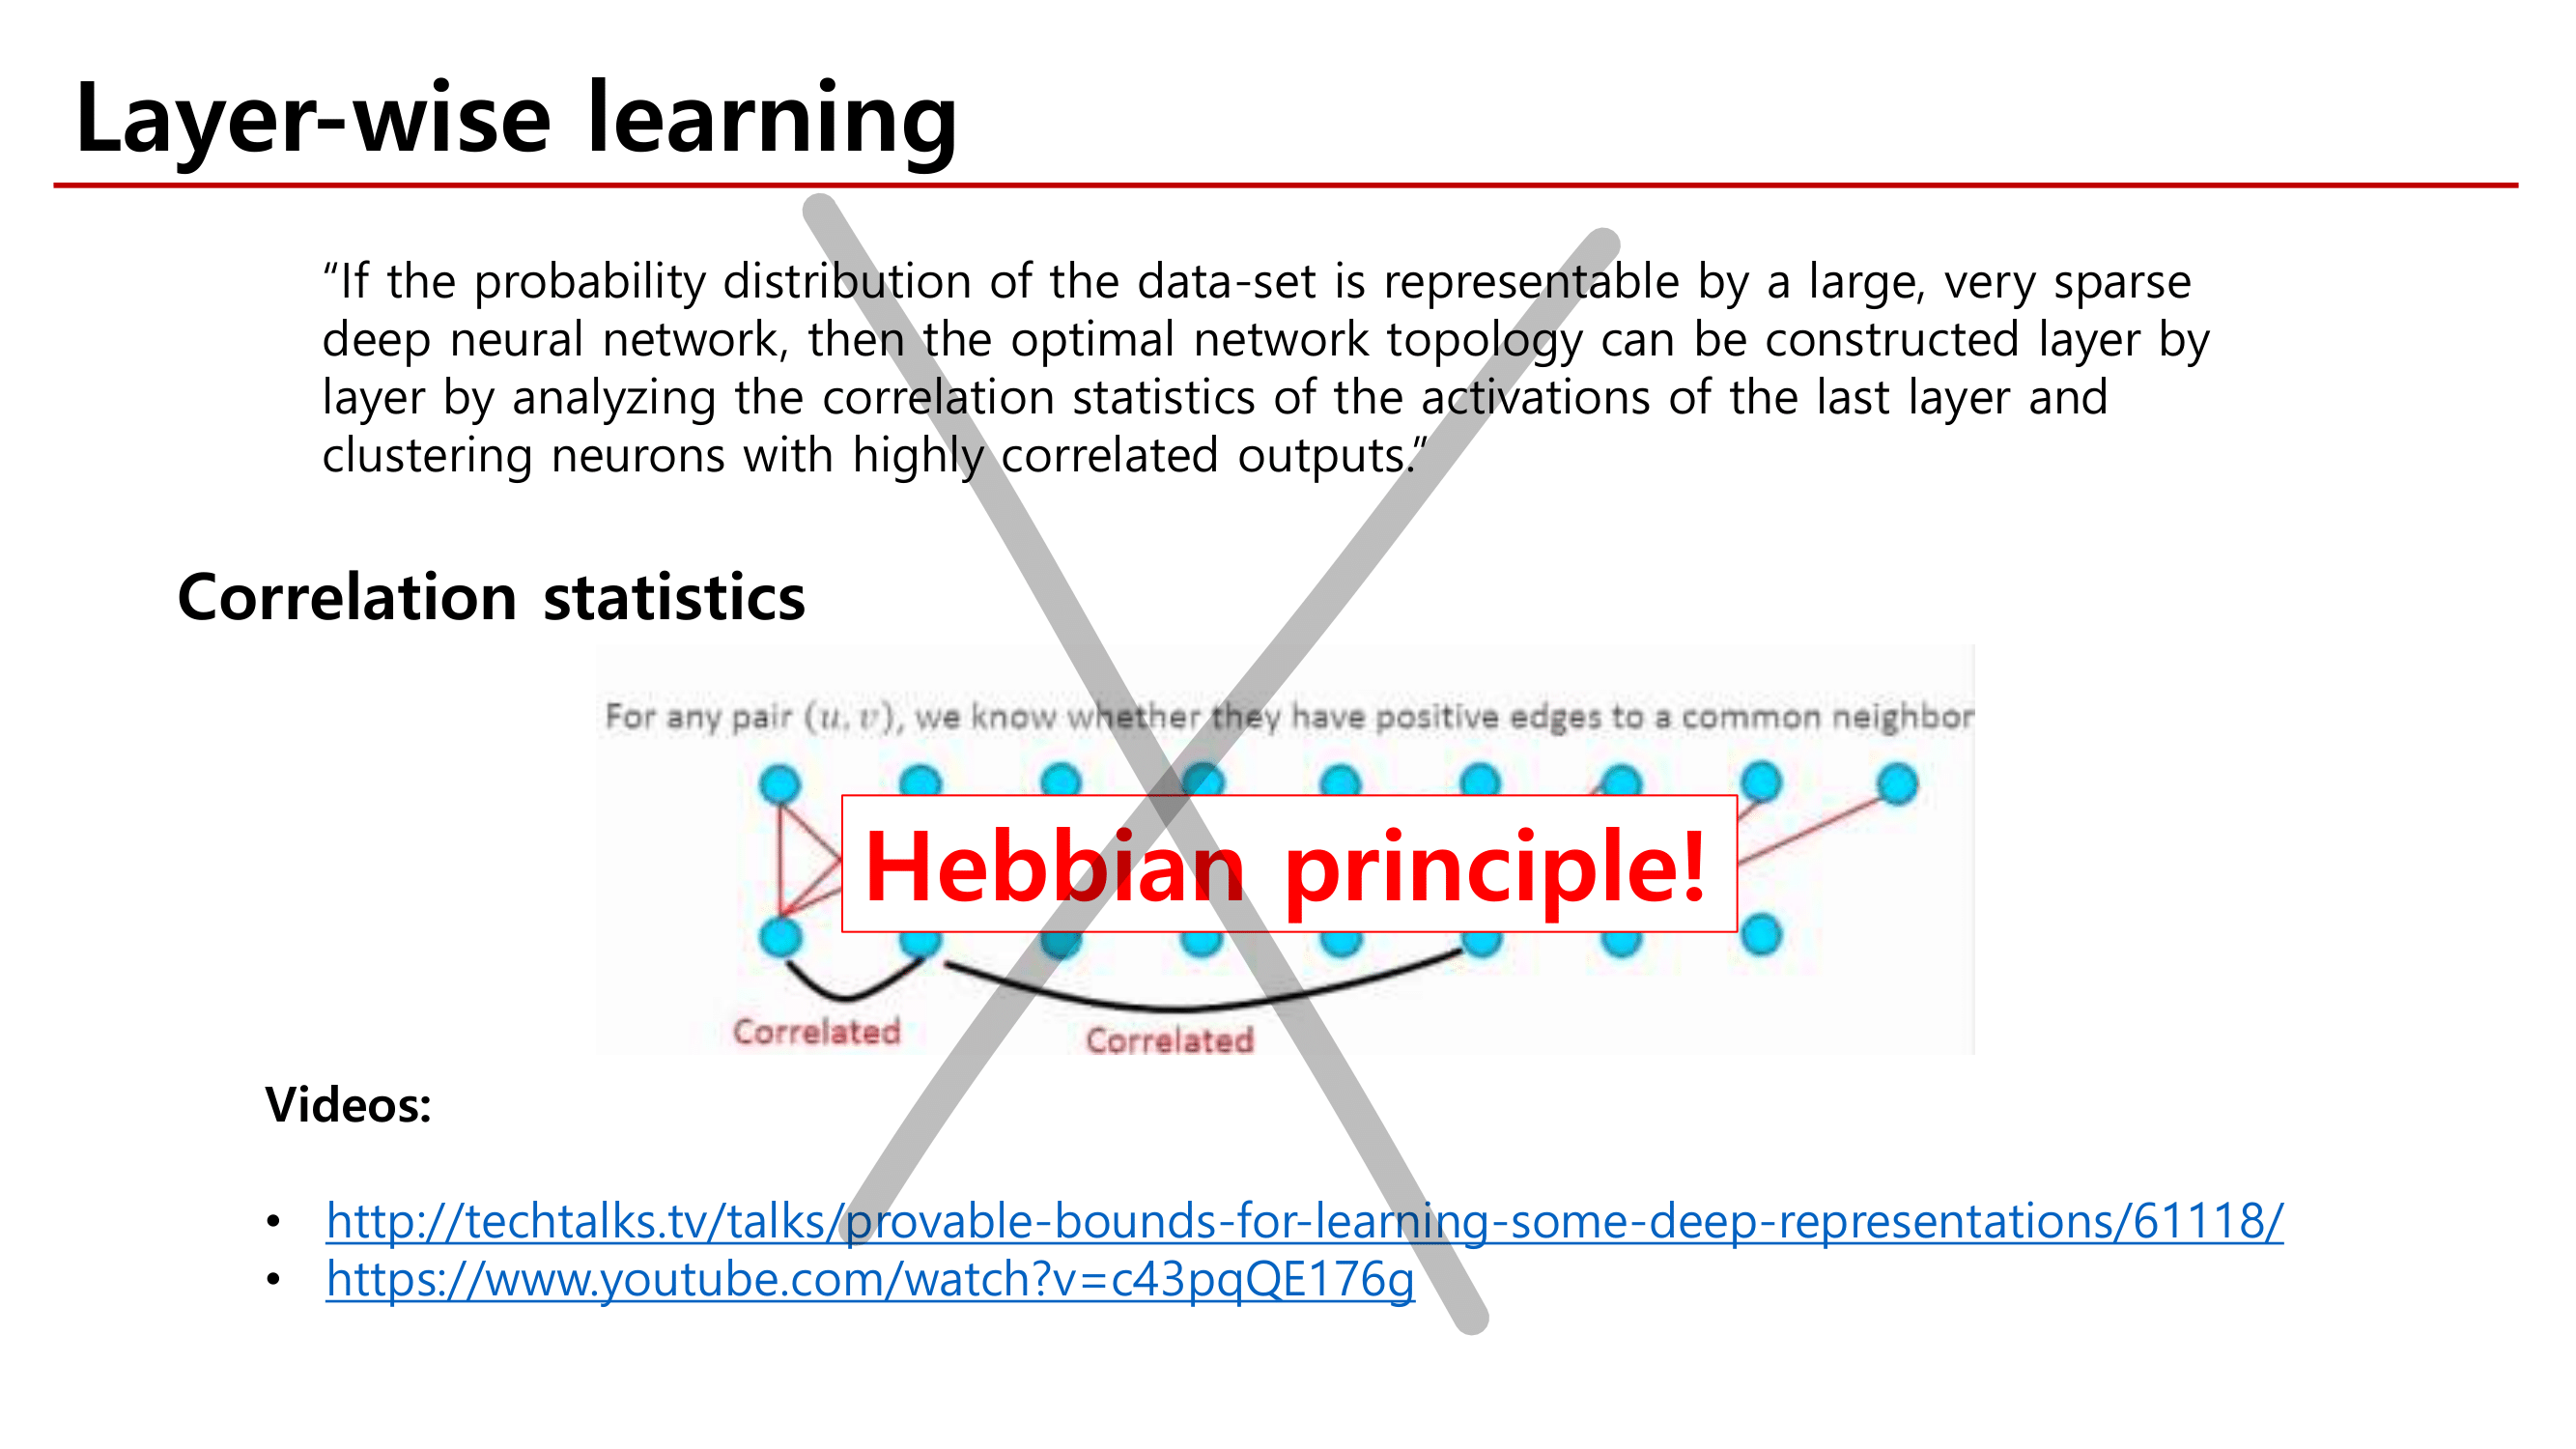 Layer-wise learning
“If the probability distribution of the data-set is representable by a large, very sparse
deep neural network, then the optimal network topology can be constructed layer by
layer by analyzing the correlation statistics of the activations of the last layer and
clustering neurons with highly correlated outputs.”
Correlation statistics
For any pair (u, v), we know whether they have positive edges to a common neighbor
Hebbian principle!
Correlated
Correlated
Videos:
• http://techtalks.tv/talks/provable-bounds-for-learning-some-deep-representations/61118/
• https://www.youtube.com/watch?v=c43pqQE176g